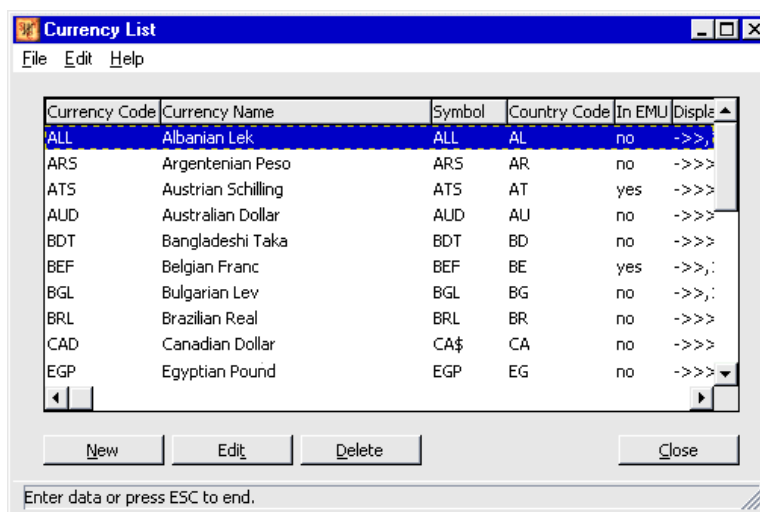 Currency List
File Edit Help
Currency Code Currency Name Symbol Country Code In EMU Displa
ALL Albanian Lek ALL AL no ->>,
ARS Argentenian Peso ARS AR no ->>>
ATS Austrian Schilling ATS AT yes ->>>
AUD Australian Dollar AUD AU no ->>>
BDT Bangladeshi Taka BDT BD no ->>>
BEF Belgian Franc BEF BE yes ->>,
BGL Bulgarian Lev BGL BG no ->>,
BRL Brazilian Real BRL BR no ->>>
CAD Canadian Dollar CA$ CA no ->>>
EGP Egyptian Pound EGP EG no ->>>
New Edit Delete Close
Enter data or press ESC to end.